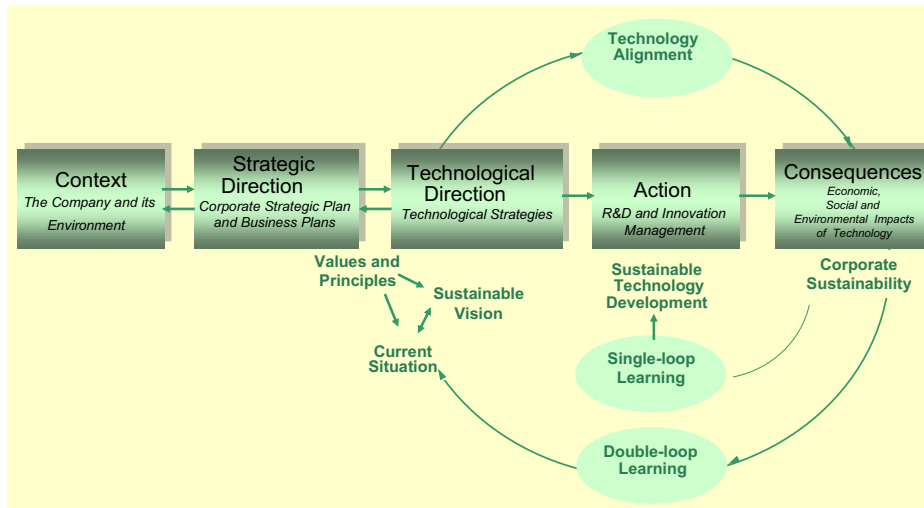 Technology
Alignment
Context
The Company and its
Environment
Strategic
Direction
Corporate Strategic Plan
and Business Plans
Technological
Direction
Technological Strategies
Action
R&D and Innovation
Management
Consequences
Economic,
Social and
Environmental Impacts
of Technology
Values and
Principles
Sustainable
Vision
Current
Situation
Sustainable
Technology
Development
Corporate
Sustainability
Single-loop
Learning
Double-loop
Learning